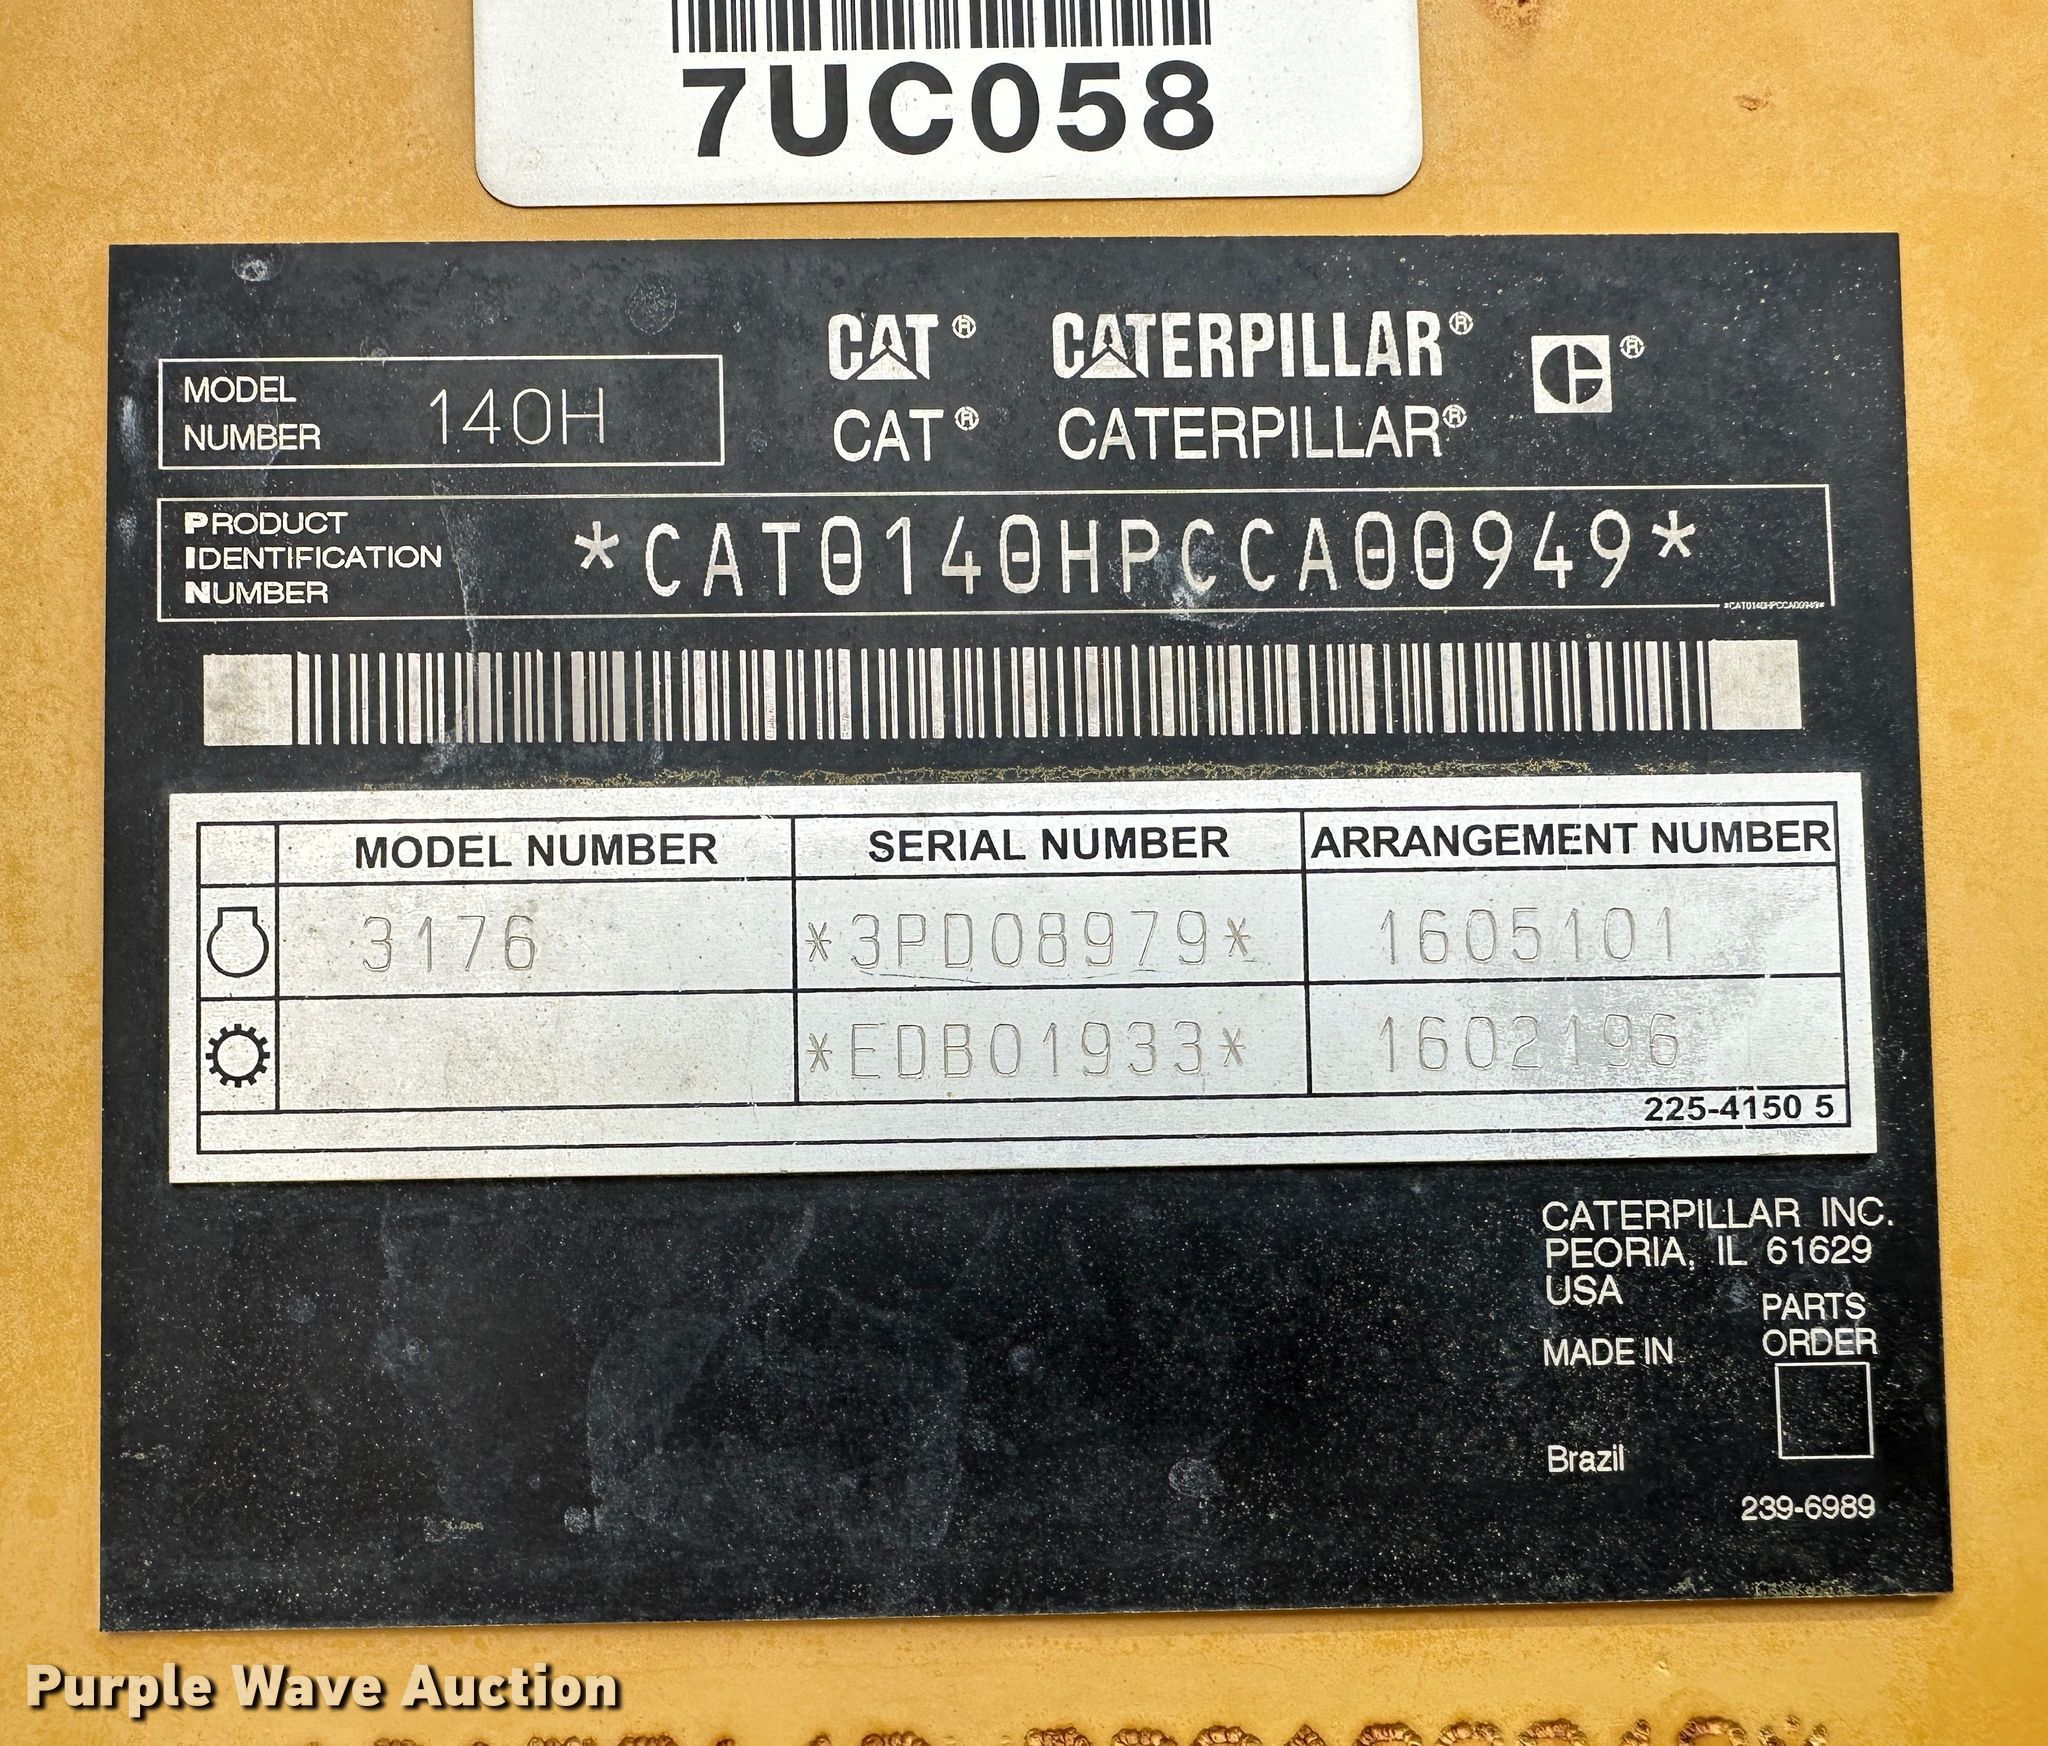 7UC058
CAT® CATERPILLAR® ®
MODEL NUMBER 140H
CAT® CATERPILLAR®
PRODUCT IDENTIFICATION NUMBER *CAT0140HPCCA00949*
*CAT0140HPCCA00949*
MODEL NUMBER SERIAL NUMBER ARRANGEMENT NUMBER
3176 *3PD08979* 1605101
*EDB01933* 1602196
225-4150 5
CATERPILLAR INC.
PEORIA, IL 61629
USA
PARTS ORDER
MADE IN
Brazil
239-6989
Purple Wave Auction